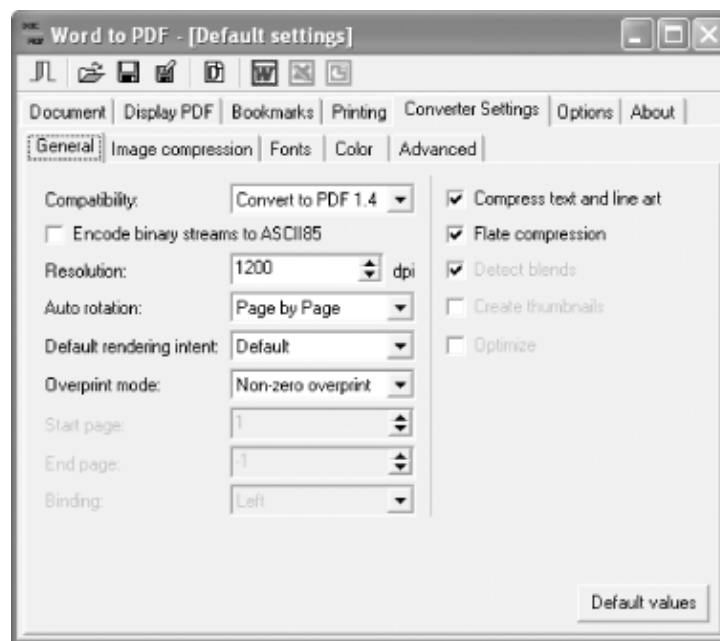 Word to PDF - [Default settings]
Document Display PDF Bookmarks Printing Converter Settings Options About
General Image compression Fonts Color Advanced
Compatibility: Convert to PDF 1.4
Encode binary streams to ASCII85
Resolution: 1200 dpi
Auto rotation: Page by Page
Default rendering intent: Default
Overprint mode: Non-zero overprint
Start page: 1
End page: -1
Binding: Left
Compress text and line art
Flate compression
Detect blends
Create thumbnails
Optimize
Default values